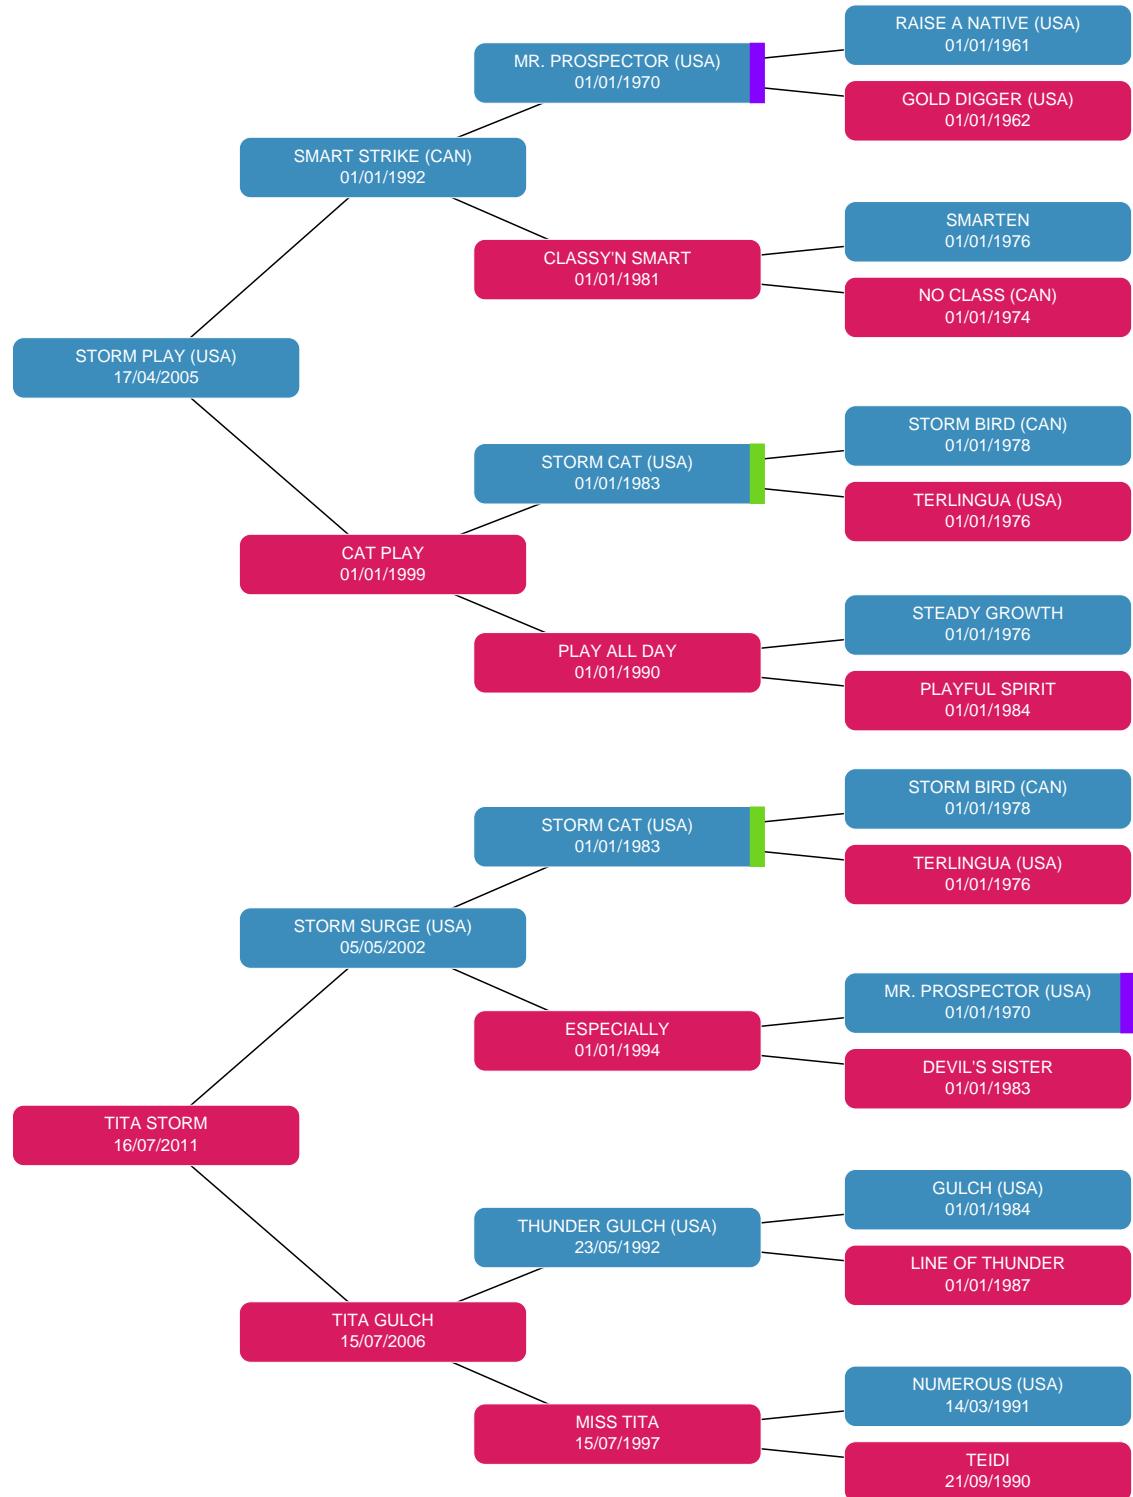 RAISE A NATIVE (USA)
01/01/1961
MR. PROSPECTOR (USA)
01/01/1970
GOLD DIGGER (USA)
01/01/1962
SMART STRIKE (CAN)
01/01/1992
SMARTEN
01/01/1976
CLASSY'N SMART
01/01/1981
NO CLASS (CAN)
01/01/1974
STORM PLAY (USA)
17/04/2005
STORM BIRD (CAN)
01/01/1978
STORM CAT (USA)
01/01/1983
TERLINGUA (USA)
01/01/1976
CAT PLAY
01/01/1999
STEADY GROWTH
01/01/1976
PLAY ALL DAY
01/01/1990
PLAYFUL SPIRIT
01/01/1984
STORM BIRD (CAN)
01/01/1978
STORM CAT (USA)
01/01/1983
TERLINGUA (USA)
01/01/1976
STORM SURGE (USA)
05/05/2002
MR. PROSPECTOR (USA)
01/01/1970
ESPECIALLY
01/01/1994
DEVIL'S SISTER
01/01/1983
TITA STORM
16/07/2011
GULCH (USA)
01/01/1984
THUNDER GULCH (USA)
23/05/1992
LINE OF THUNDER
01/01/1987
TITA GULCH
15/07/2006
NUMEROUS (USA)
14/03/1991
MISS TITA
15/07/1997
TEIDI
21/09/1990